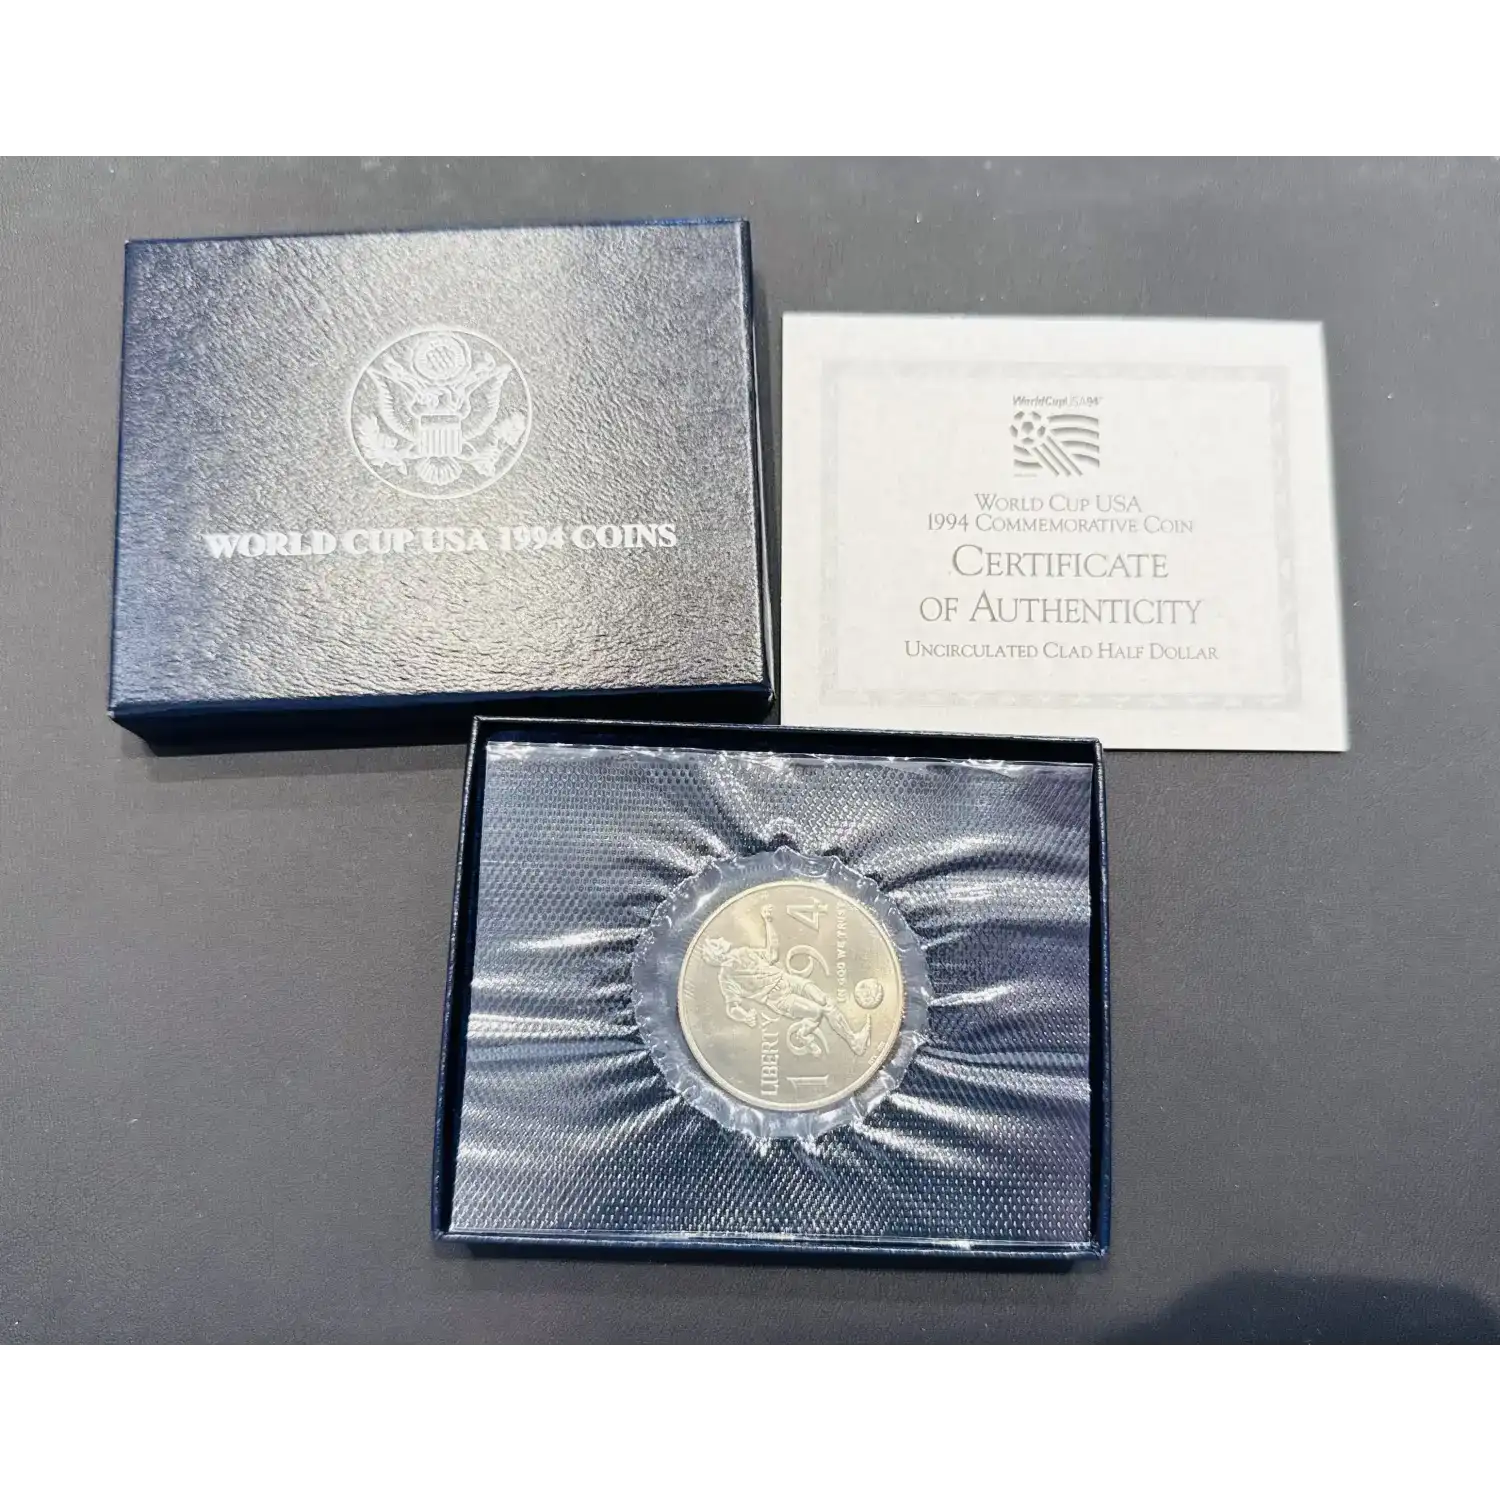 WORLD CUP USA 1994 COINS
WorldCupUSA94
WORLD CUP USA
1994 COMMEMORATIVE COIN
CERTIFICATE
OF AUTHENTICITY
UNCIRCULATED CLAD HALF DOLLAR
LIBERTY
1994
IN GOD WE TRUST